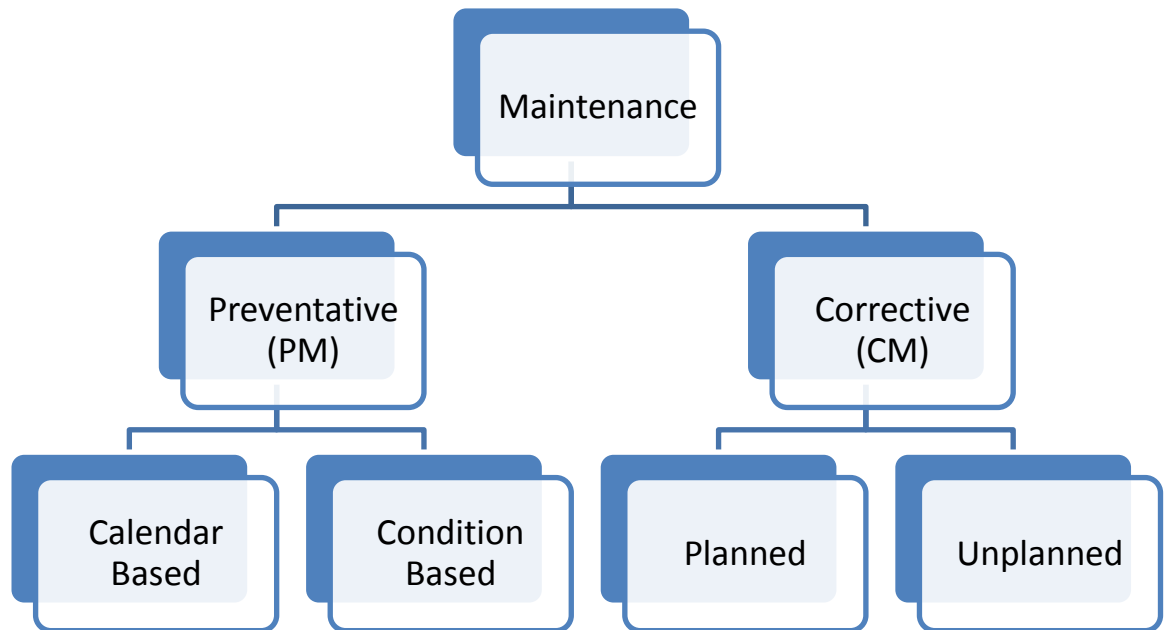 Maintenance
Preventative
(PM)
Corrective
(CM)
Calendar
Based
Condition
Based
Planned
Unplanned